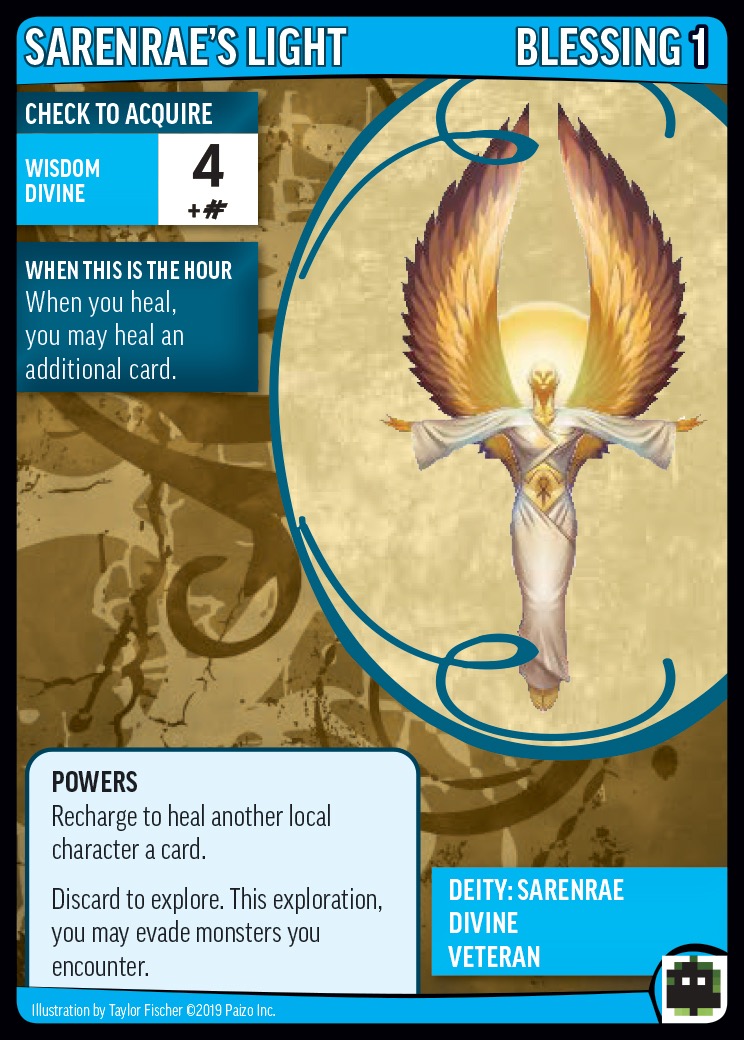 SARENRAE'S LIGHT
BLESSING 1
CHECK TO ACQUIRE
WISDOM
DIVINE
4
+#
WHEN THIS IS THE HOUR
When you heal,
you may heal an
additional card.
POWERS
Recharge to heal another local
character a card.
Discard to explore. This exploration,
you may evade monsters you
encounter.
DEITY: SARENRAE
DIVINE
VETERAN
Illustration by Taylor Fischer ©2019 Paizo Inc.